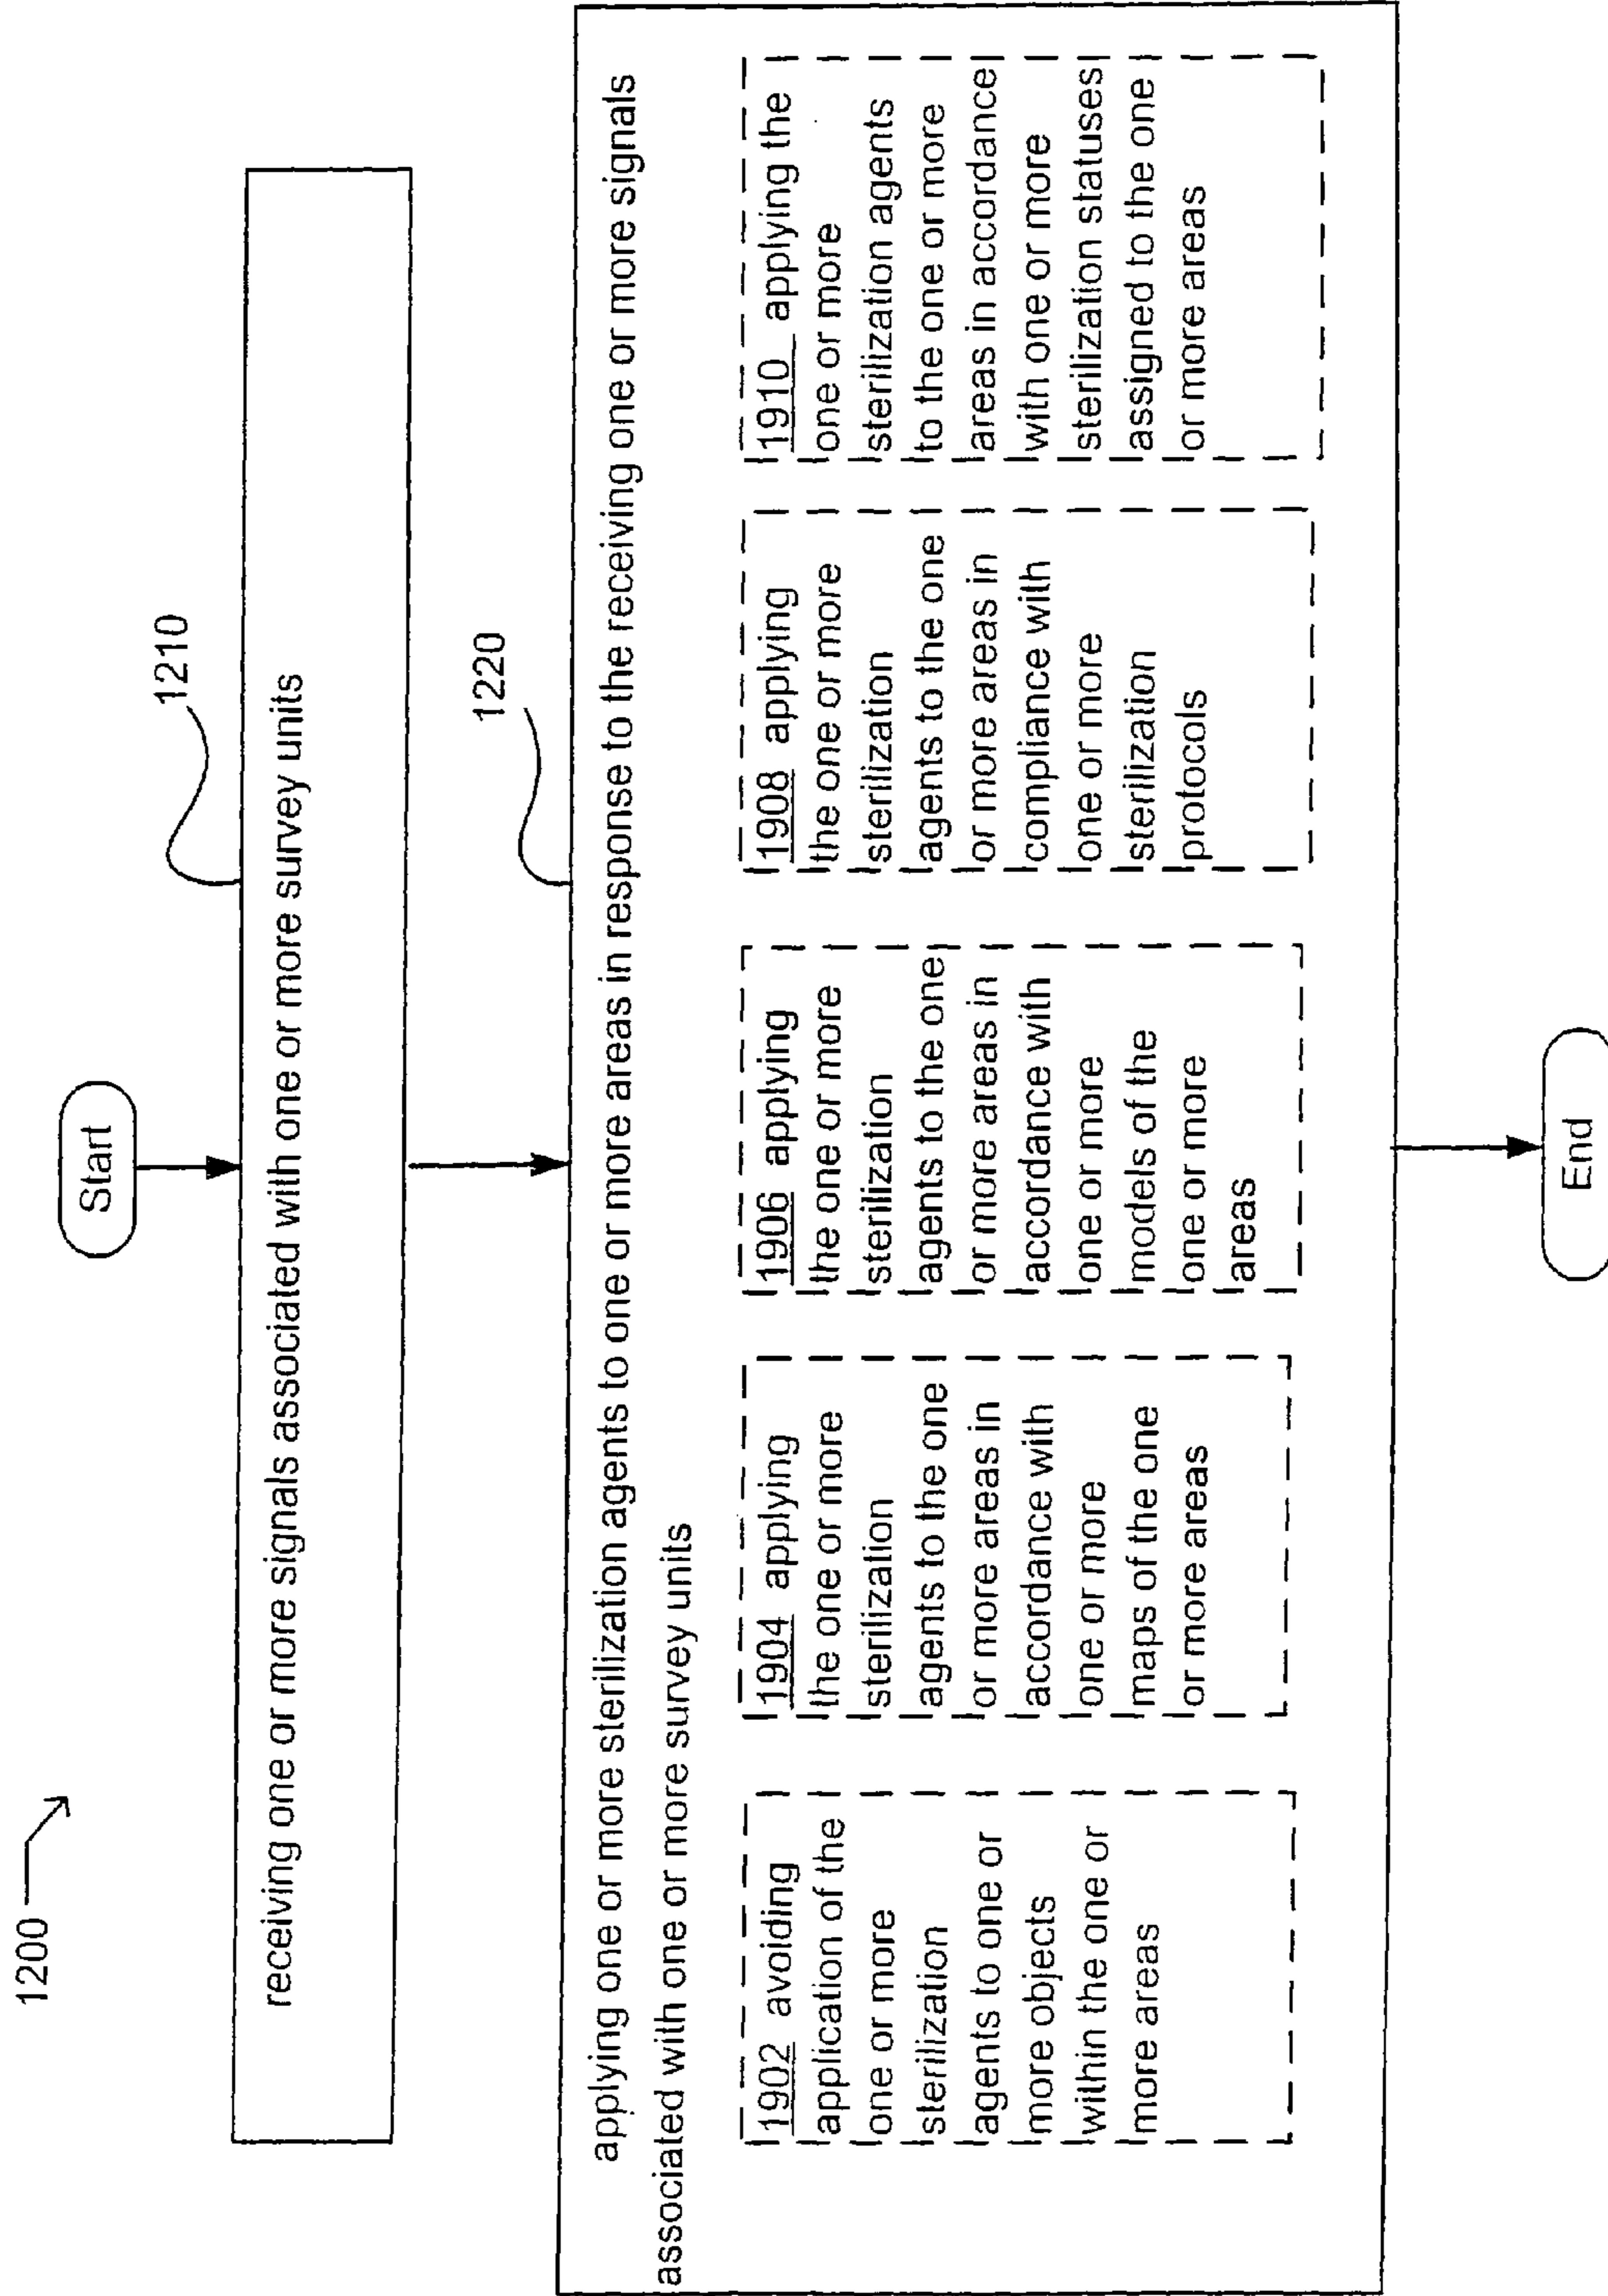 1200
Start
1210
receiving one or more signals associated with one or more survey units
1220
applying one or more sterilization agents to one or more areas in response to the receiving one or more signals
associated with one or more survey units
1902 avoiding
application of the
one or more
sterilization
agents to one or
more objects
within the one or
more areas
1904 applying
the one or more
sterilization
agents to the one
or more areas in
accordance with
one or more
maps of the one
or more areas
1906 applying
the one or more
sterilization
agents to the one
or more areas in
accordance with
one or more
models of the
one or more
areas
1908 applying
the one or more
sterilization
agents to the one
or more areas in
compliance with
one or more
sterilization
protocols
1910 applying the
one or more
sterilization agents
to the one or more
areas in accordance
with one or more
sterilization statuses
assigned to the one
or more areas
End